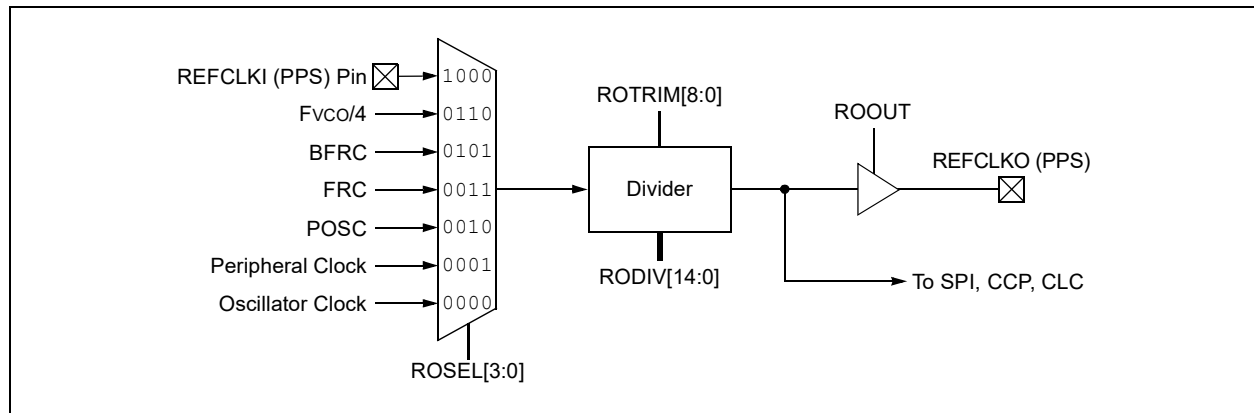 REFCLKI (PPS) Pin
1000
FVCO/4
0110
BFRC
0101
FRC
0011
POSC
0010
Peripheral Clock
0001
Oscillator Clock
0000
ROSEL[3:0]
ROTRIM[8:0]
Divider
RODIV[14:0]
ROOUT
REFCLKO (PPS)
To SPI, CCP, CLC